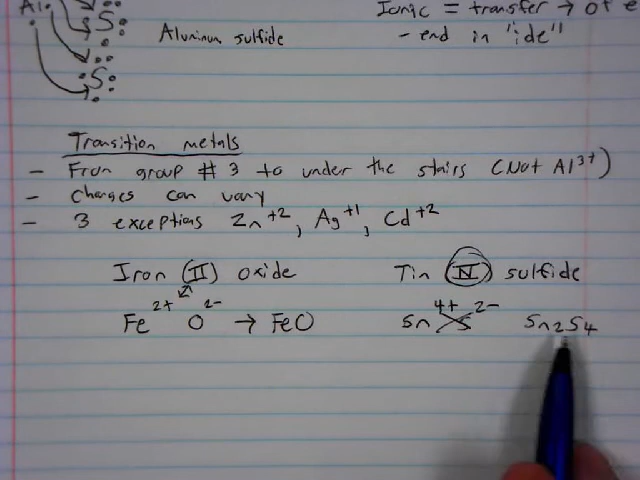 Al
Ionic = transfer → of e
S
Aluminum sulfide
- end in "ide"
S
Transition metals
- From group # 3 to under the stairs (Not Al³⁺)
- Charges can vary
- 3 exceptions Zn⁺², Ag⁺¹, Cd⁺²
Iron (II) oxide
Tin (IV) sulfide
Fe²⁺ O²⁻ → FeO
Sn⁴⁺ S²⁻ Sn₂S₄